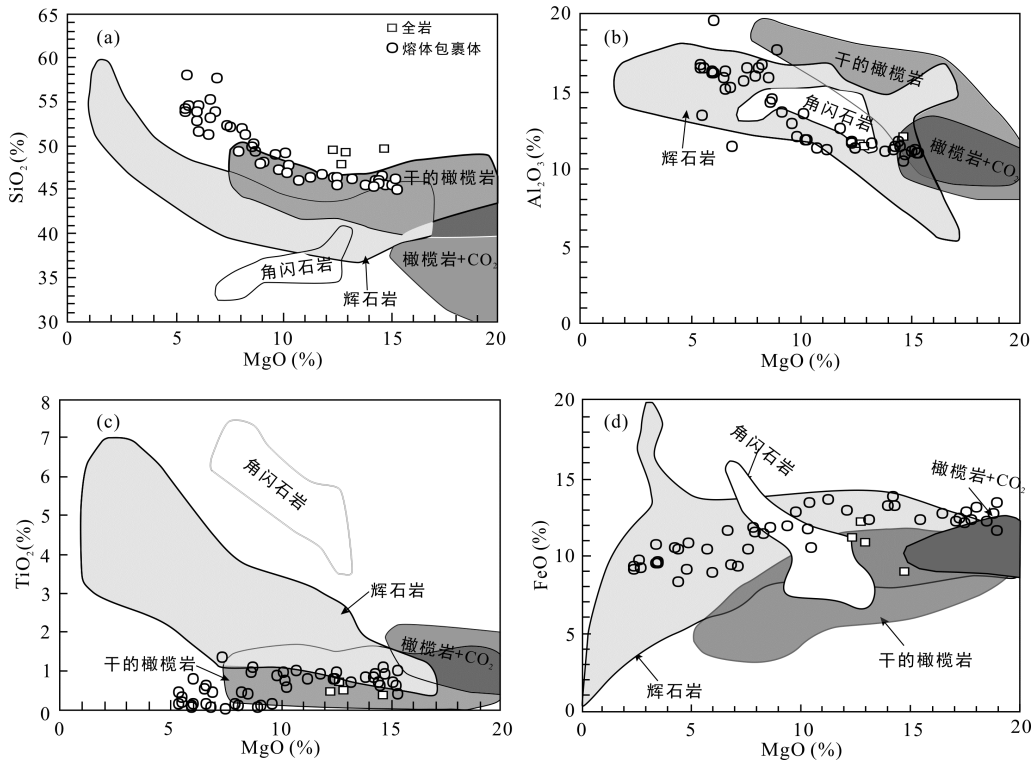 65
60
55
50
45
40
35
30
SiO₂(%)
(a)
全岩
熔体包裹体
干的橄榄岩
橄榄岩+CO₂
角闪石岩
辉石岩
0
5
10
15
20
MgO (%)
20
15
10
5
0
Al₂O₃(%)
(b)
干的橄榄岩
角闪石岩
辉石岩
橄榄岩+CO₂
0
5
10
15
20
MgO (%)
8
7
6
5
4
3
2
1
0
TiO₂(%)
(c)
角闪石岩
辉石岩
橄榄岩+CO₂
干的橄榄岩
0
5
10
15
20
MgO (%)
20
15
10
5
0
FeO (%)
(d)
角闪石岩
橄榄岩+CO₂
干的橄榄岩
辉石岩
0
5
10
15
20
MgO (%)